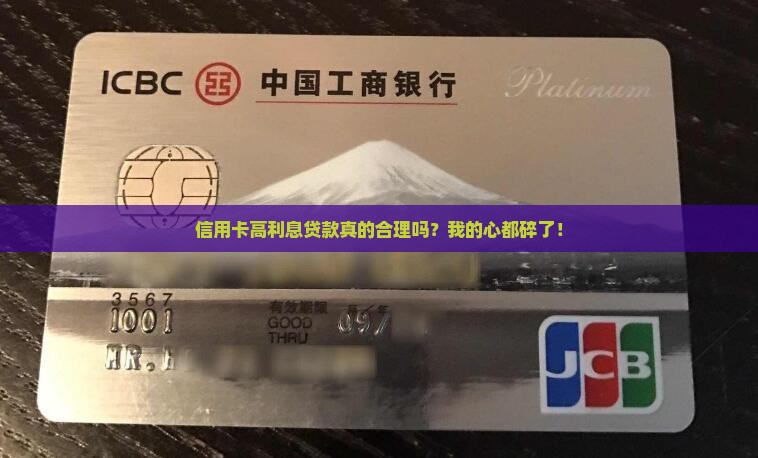 ICBC 中国工商银行 Platinum
信用卡高利息贷款真的合理吗？我的心都碎了！
3567
1001
有效期限 月/年
GOOD THRU 09/
MR.
JCB